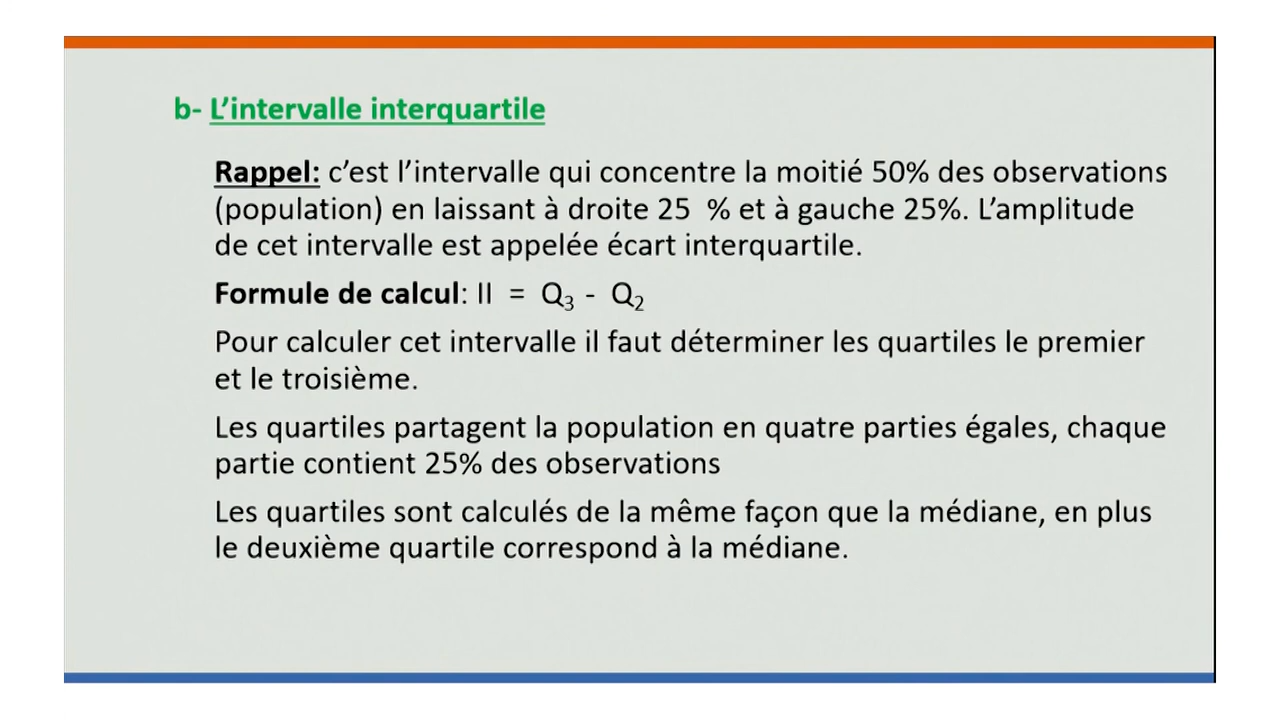 b- L’intervalle interquartile
Rappel: c’est l’intervalle qui concentre la moitié 50% des observations
(population) en laissant à droite 25  % et à gauche 25%. L’amplitude
de cet intervalle est appelée écart interquartile.
Formule de calcul: II  =  Q₃ -  Q₂
Pour calculer cet intervalle il faut déterminer les quartiles le premier
et le troisième.
Les quartiles partagent la population en quatre parties égales, chaque
partie contient 25% des observations
Les quartiles sont calculés de la même façon que la médiane, en plus
le deuxième quartile correspond à la médiane.